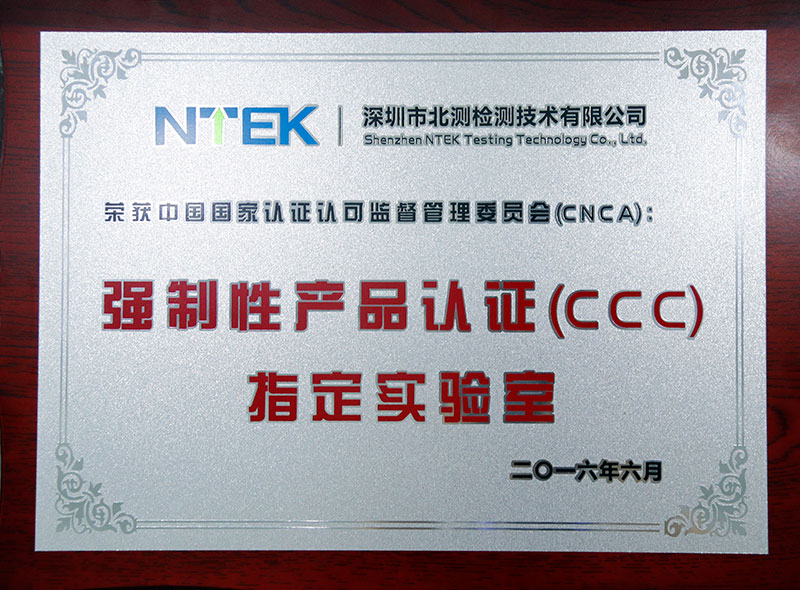 NTEK
深圳市北测检测技术有限公司
Shenzhen NTEK Testing Technology Co., Ltd.
荣获中国国家认证认可监督管理委员会(CNCA):
强制性产品认证(CCC)
指定实验室
二〇一六年六月